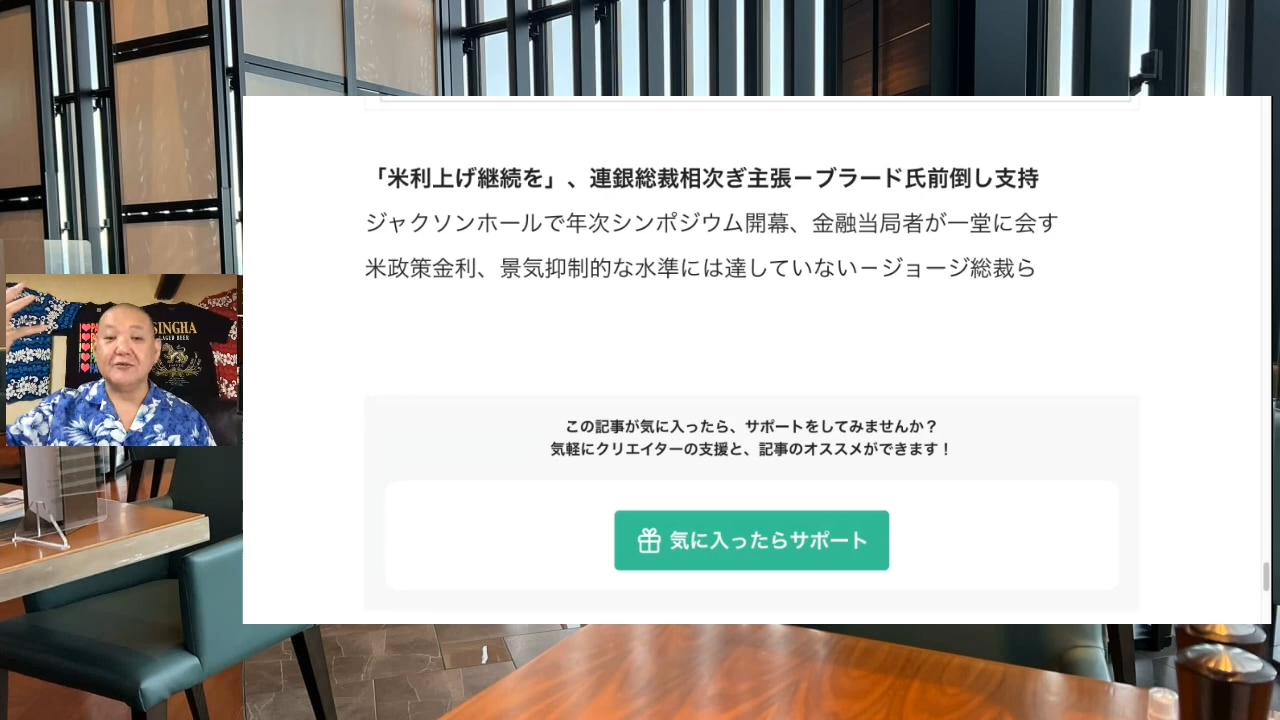 「米利上げ継続を」、連銀総裁相次ぎ主張－ブラード氏前倒し支持
ジャクソンホールで年次シンポジウム開幕、金融当局者が一堂に会す
米政策金利、景気抑制的な水準には達していない－ジョージ総裁ら
SINGHA
LAGER BEER
この記事が気に入ったら、サポートをしてみませんか？
気軽にクリエイターの支援と、記事のオススメができます！
気に入ったらサポート